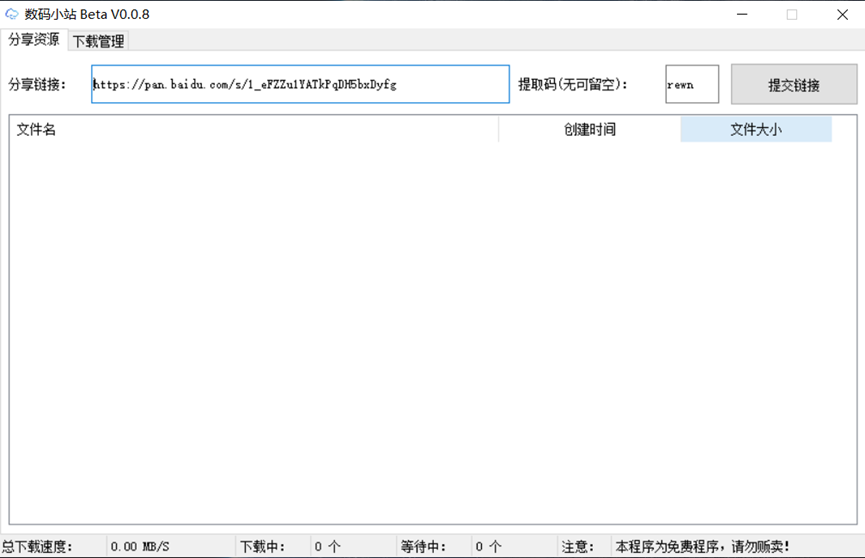 数码小站 Beta V0.0.8
分享资源 下载管理
分享链接： https://pan.baidu.com/s/1_eFZZu1YATkPqDH5bxDyfg 提取码(无可留空)： rewn 提交链接
文件名 创建时间 文件大小
总下载速度： 0.00 MB/S 下载中： 0 个 等待中： 0 个 注意： 本程序为免费程序，请勿贩卖！